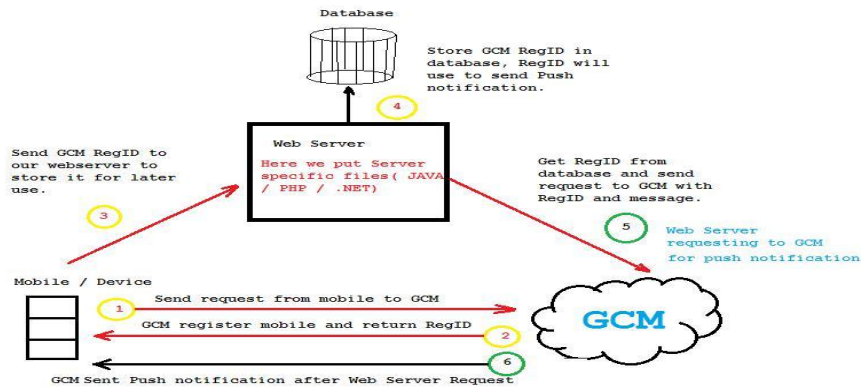 Database
Store GCM RegID in
database, RegID will
use to send Push
notification.
4
Web Server
Here we put Server
specific files( JAVA
/ PHP / .NET)
Send GCM RegID to
our webserver to
store it for later
use.
3
Get RegID from
database and send
request to GCM with
RegID and message.
5
Web Server
requesting to GCM
for push notification
Mobile / Device
1
Send request from mobile to GCM
GCM register mobile and return RegID
2
GCM
6
GCM Sent Push notification after Web Server Request